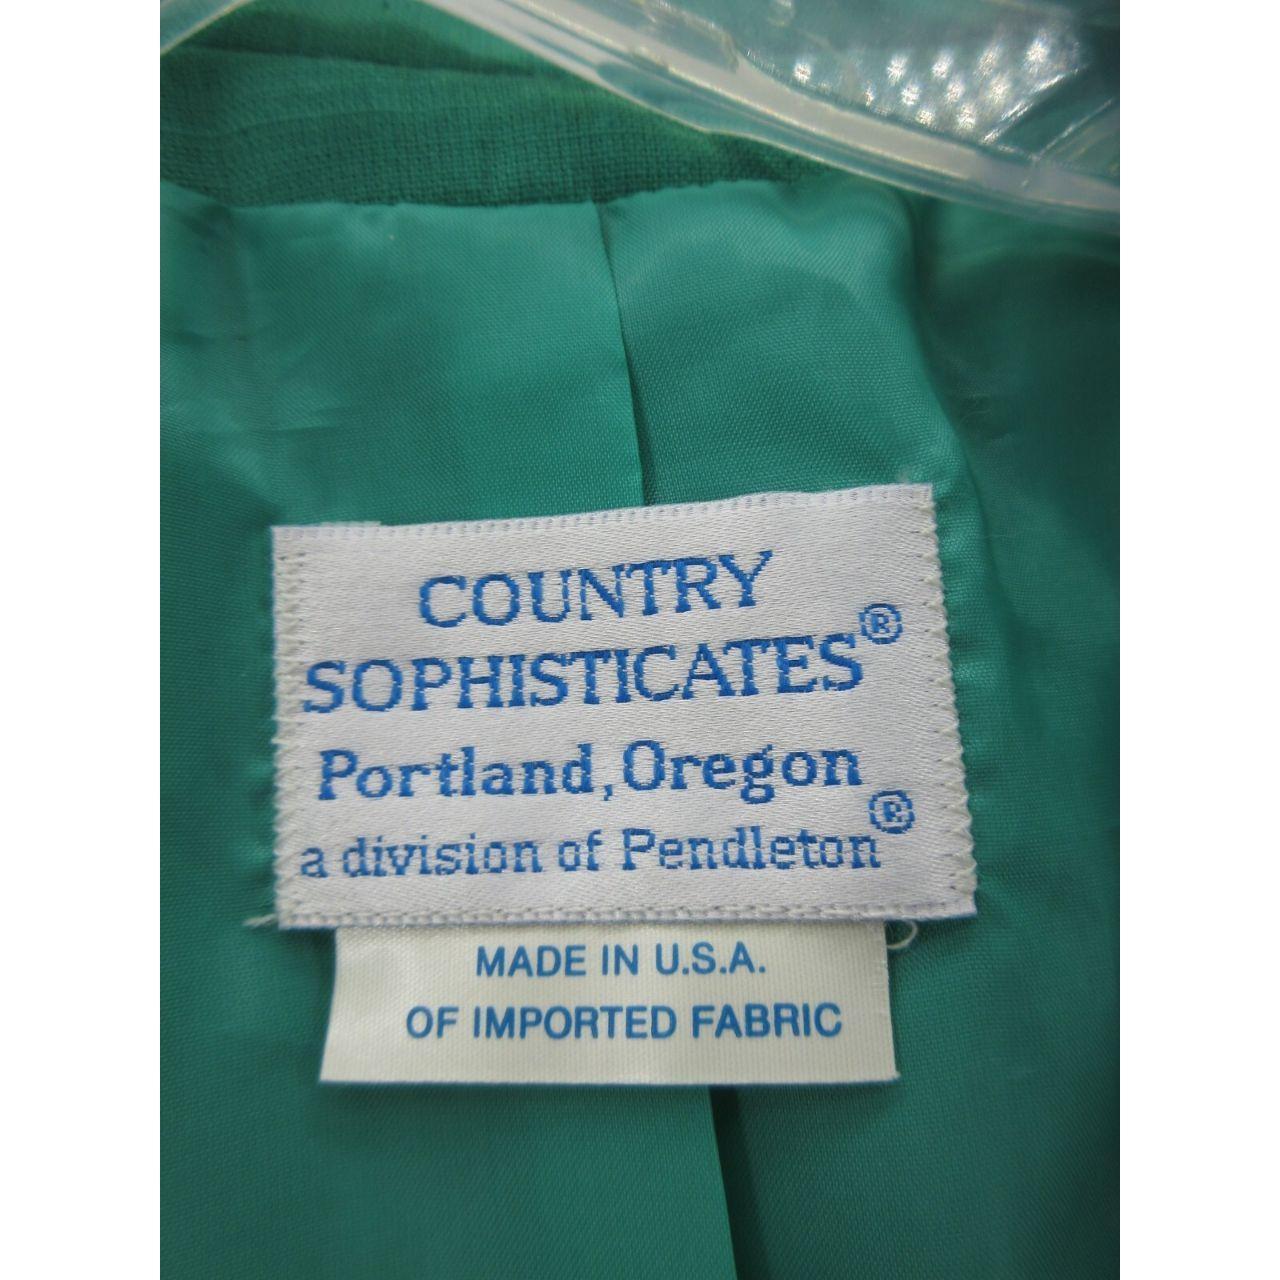 COUNTRY
SOPHISTICATES®
Portland, Oregon
a division of Pendleton®
MADE IN U.S.A.
OF IMPORTED FABRIC